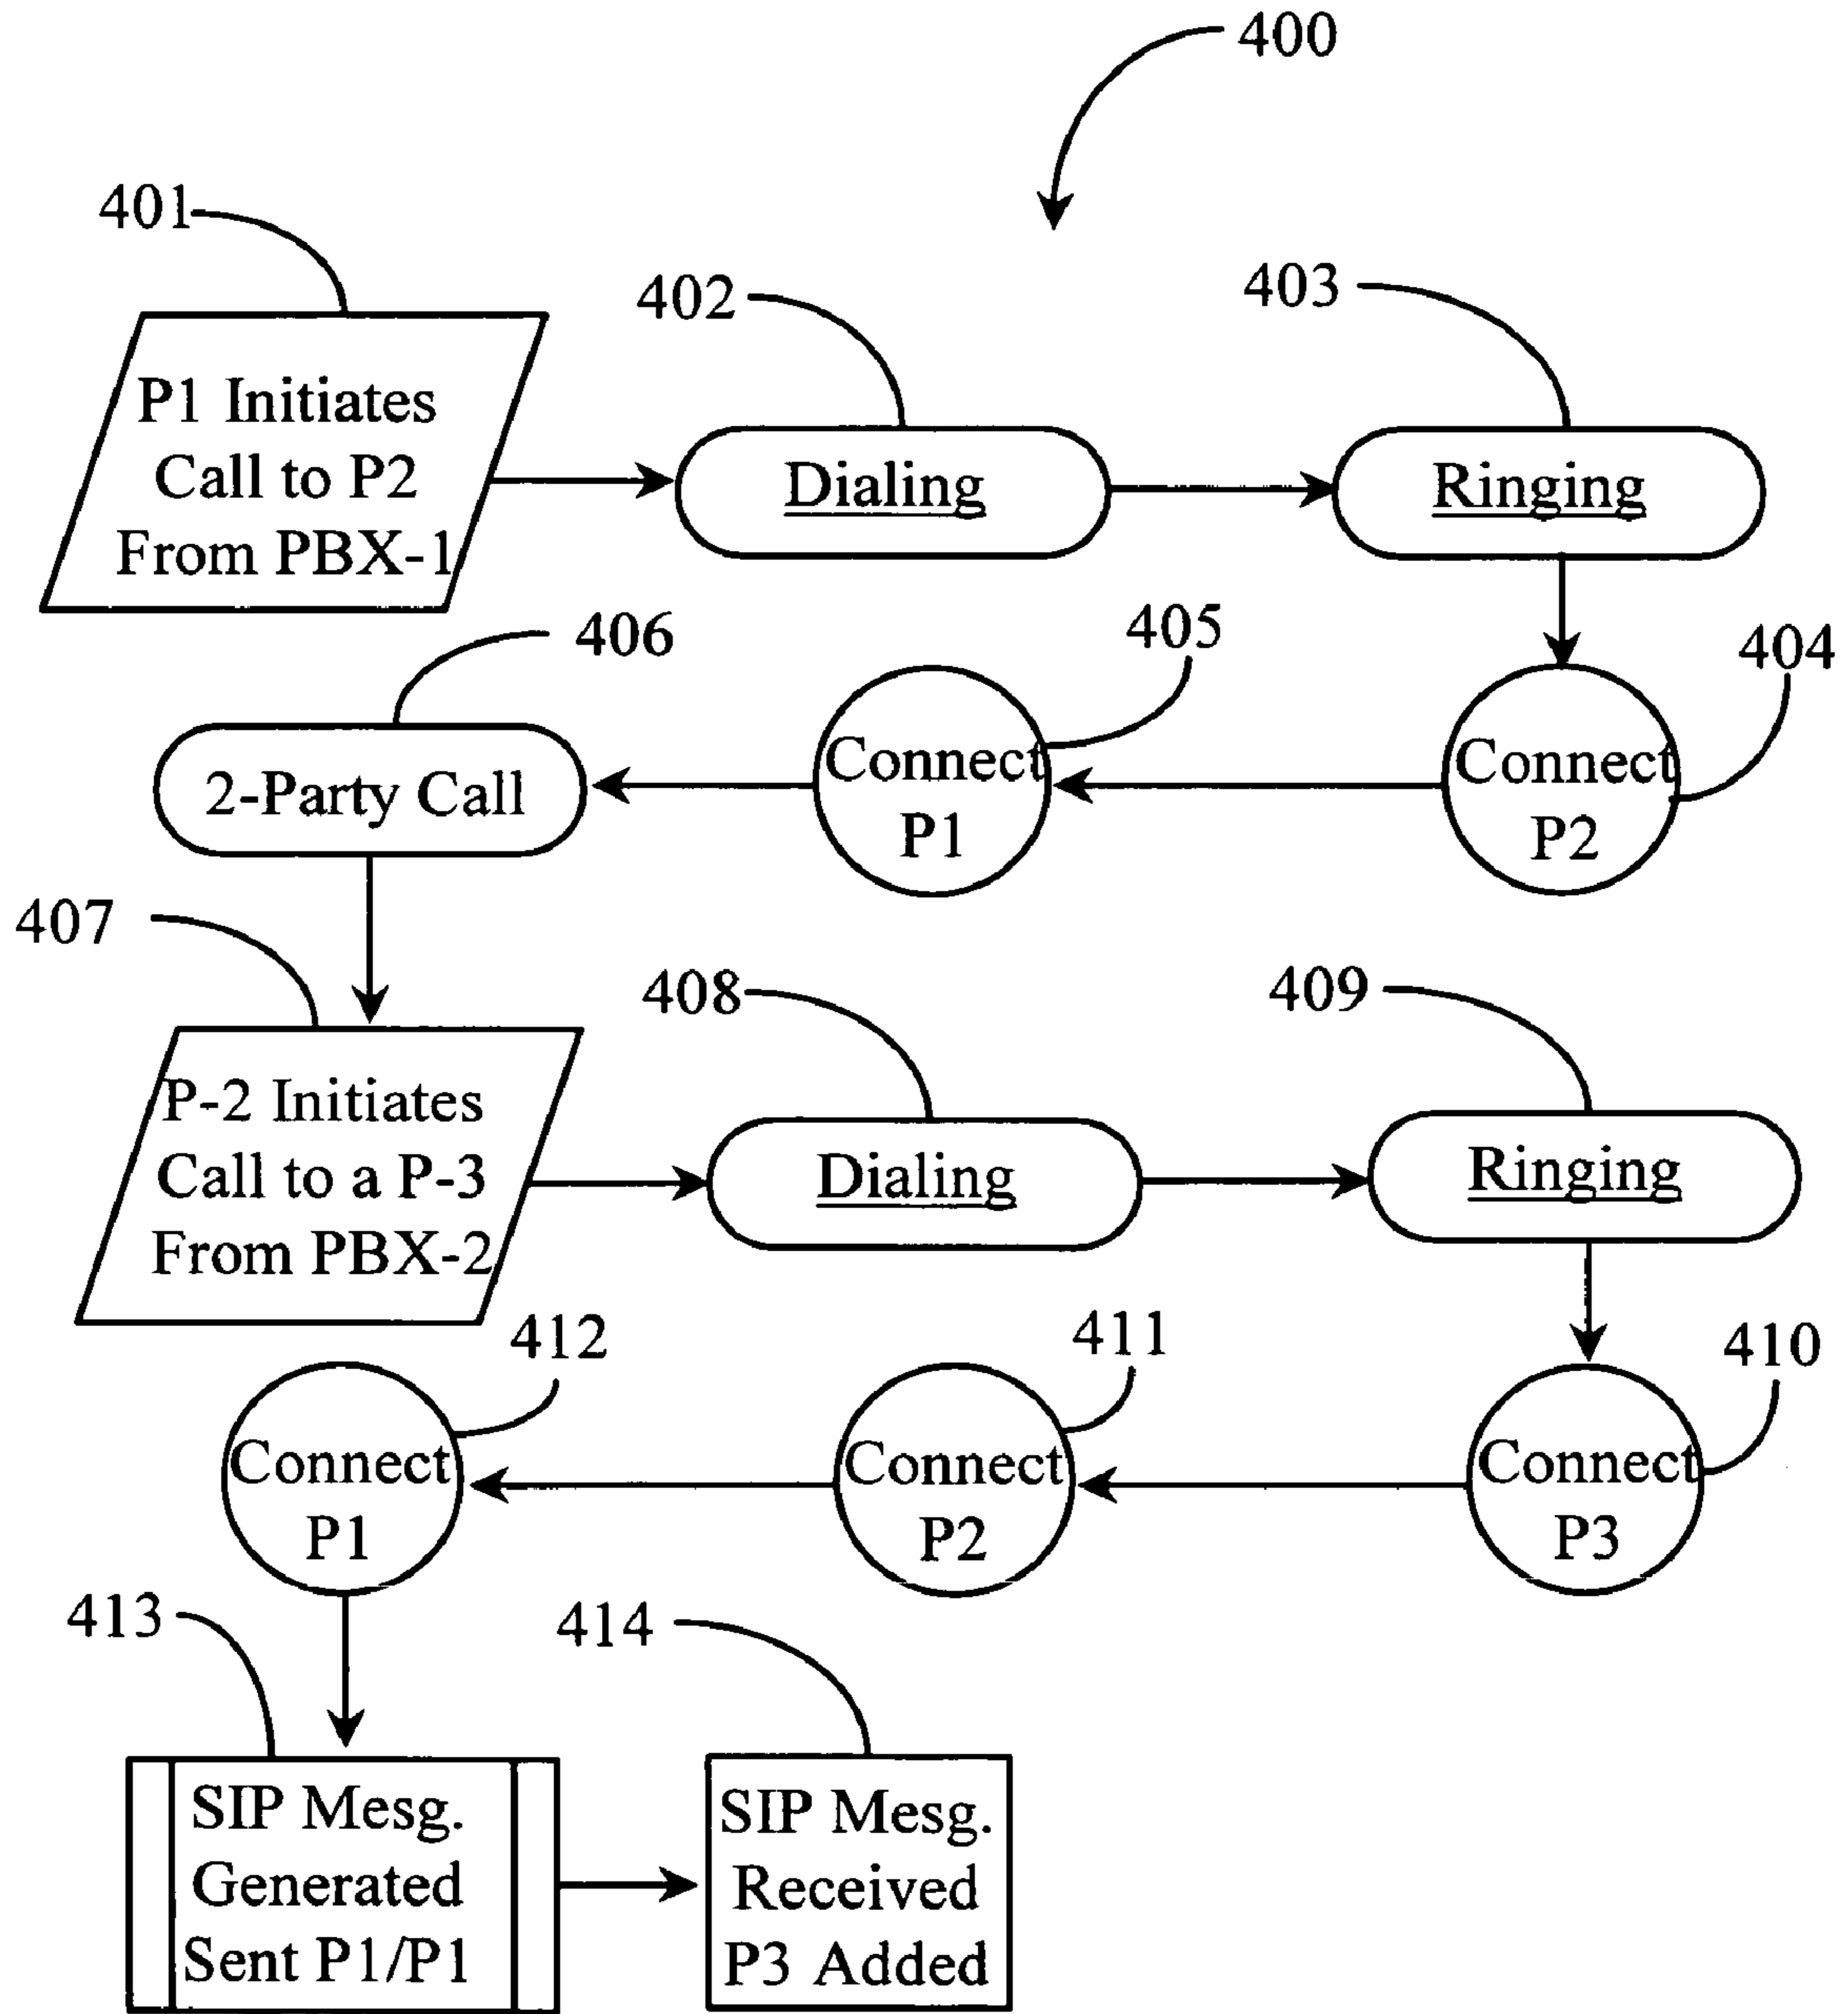 400
401
402
403
P1 Initiates
Call to P2
From PBX-1
Dialing
Ringing
406
405
404
2-Party Call
Connect
P1
Connect
P2
407
408
409
P-2 Initiates
Call to a P-3
From PBX-2
Dialing
Ringing
412
411
410
Connect
P1
Connect
P2
Connect
P3
413
414
SIP Mesg.
Generated
Sent P1/P1
SIP Mesg.
Received
P3 Added